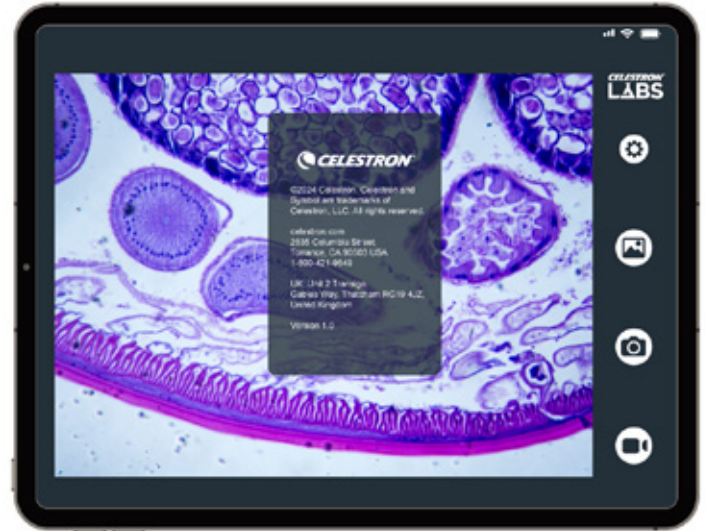 CELESTRON
LABS
CELESTRON
©2024 Celestron. Celestron and
Symbol are trademarks of
Celestron, LLC. All rights reserved.
celestron.com
2835 Columbia Street
Torrance, CA 90503 USA
1-800-421-9649
UK: Unit 2 Transigo
Gables Way, Thatcham RG19 4JZ,
United Kingdom
Version 1.0